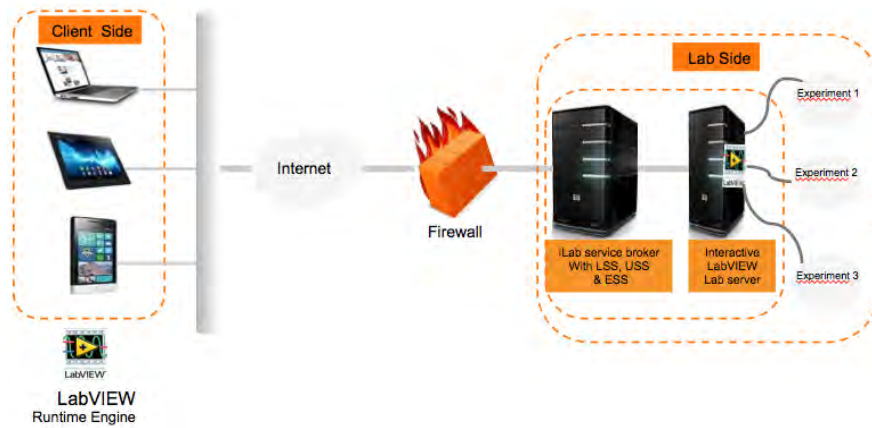 Client Side
Lab Side
Experiment 1
Internet
LabVIEW
Experiment 2
Firewall
iLab service broker
With LSS, USS
& ESS
Interactive
LabVIEW
Lab server
Experiment 3
LabVIEW
LabVIEW
Runtime Engine